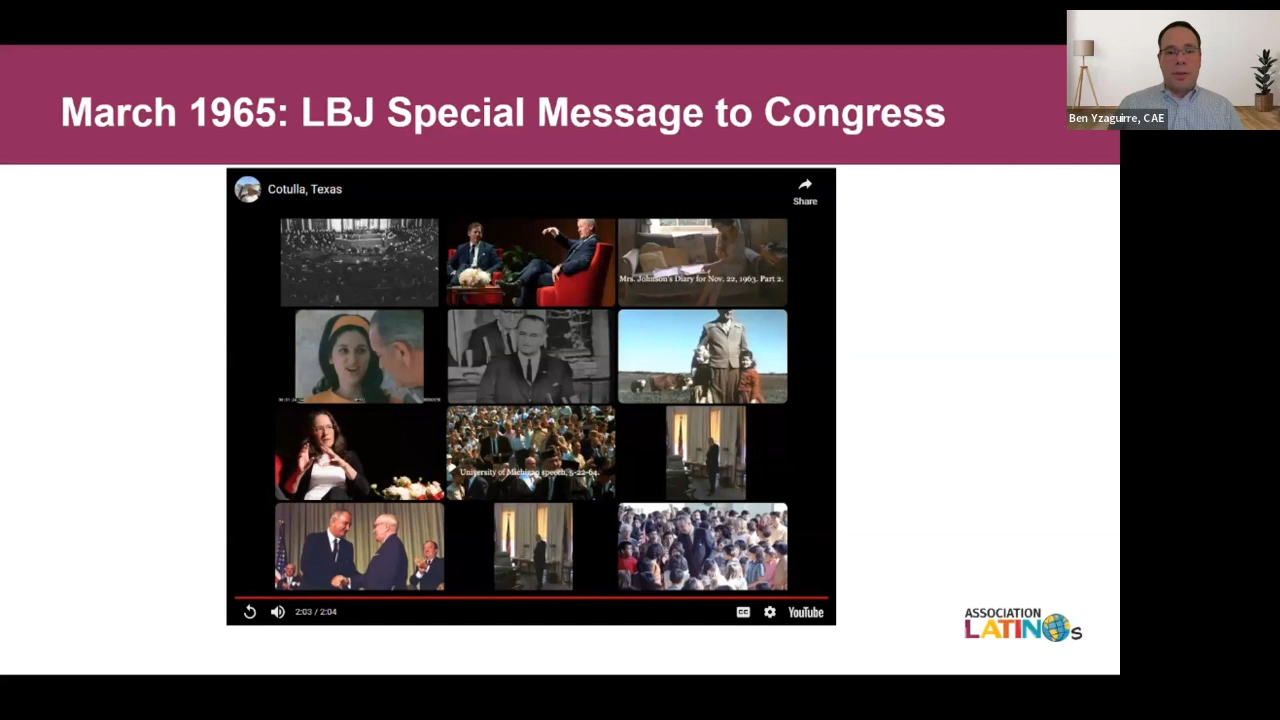 March 1965: LBJ Special Message to Congress
Ben Yzaguirre, CAE
Cotulla, Texas
Share
Mrs. Johnson's Diary for Nov. 22, 1963. Part 2.
University of Michigan speech, 5-22-64.
2:03 / 2:04
CC
YouTube
ASSOCIATION
LATINOs